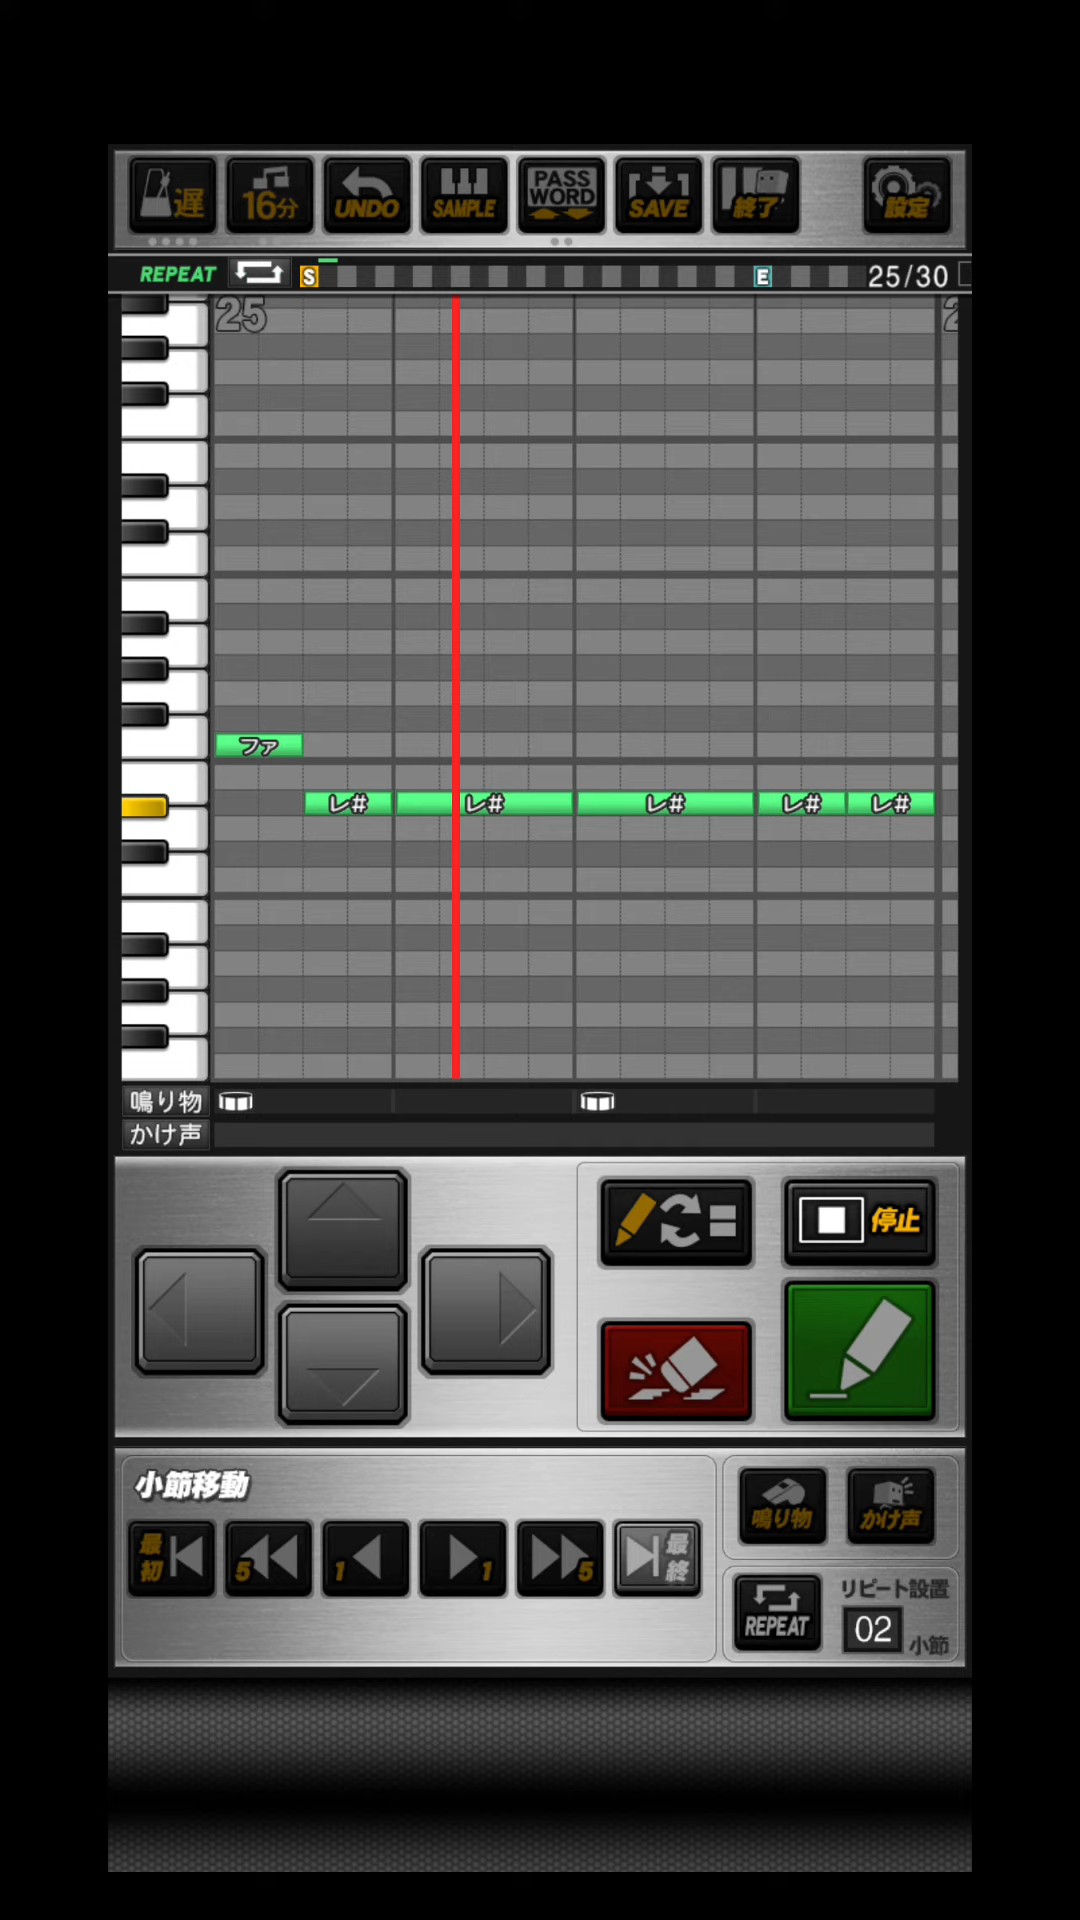 遅 16分 UNDO SAMPLE PASS WORD SAVE 終了 設定
REPEAT S E 25/30
25
ファ
レ# レ# レ# レ# レ#
鳴り物
かけ声
停止
小節移動
最初 5 1 1 5 最終
鳴り物 かけ声
REPEAT リピート設置 02 小節